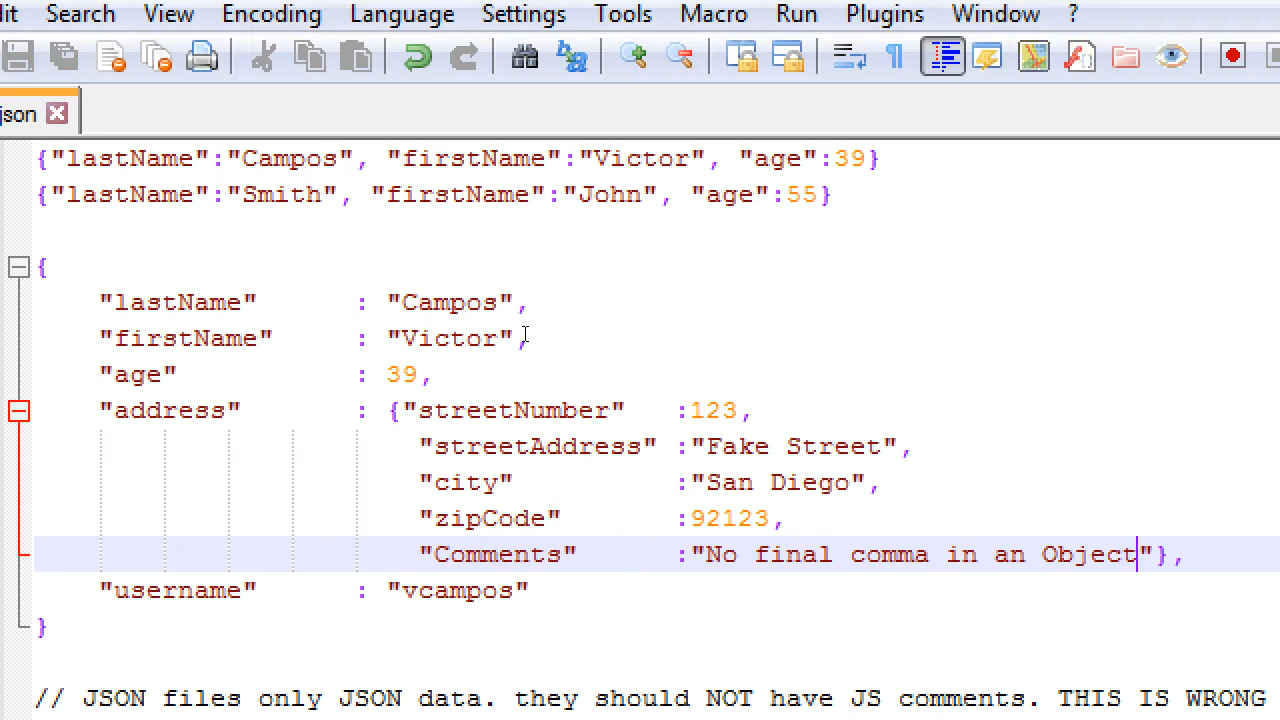 dit Search View Encoding Language Settings Tools Macro Run Plugins Window ?
json
{"lastName":"Campos", "firstName":"Victor", "age":39}
{"lastName":"Smith", "firstName":"John", "age":55}
{
"lastName" : "Campos",
"firstName" : "Victor",
"age" : 39,
"address" : {"streetNumber" :123,
"streetAddress" :"Fake Street",
"city" :"San Diego",
"zipCode" :92123,
"Comments" :"No final comma in an Object"},
"username" : "vcampos"
}
// JSON files only JSON data. they should NOT have JS comments. THIS IS WRONG